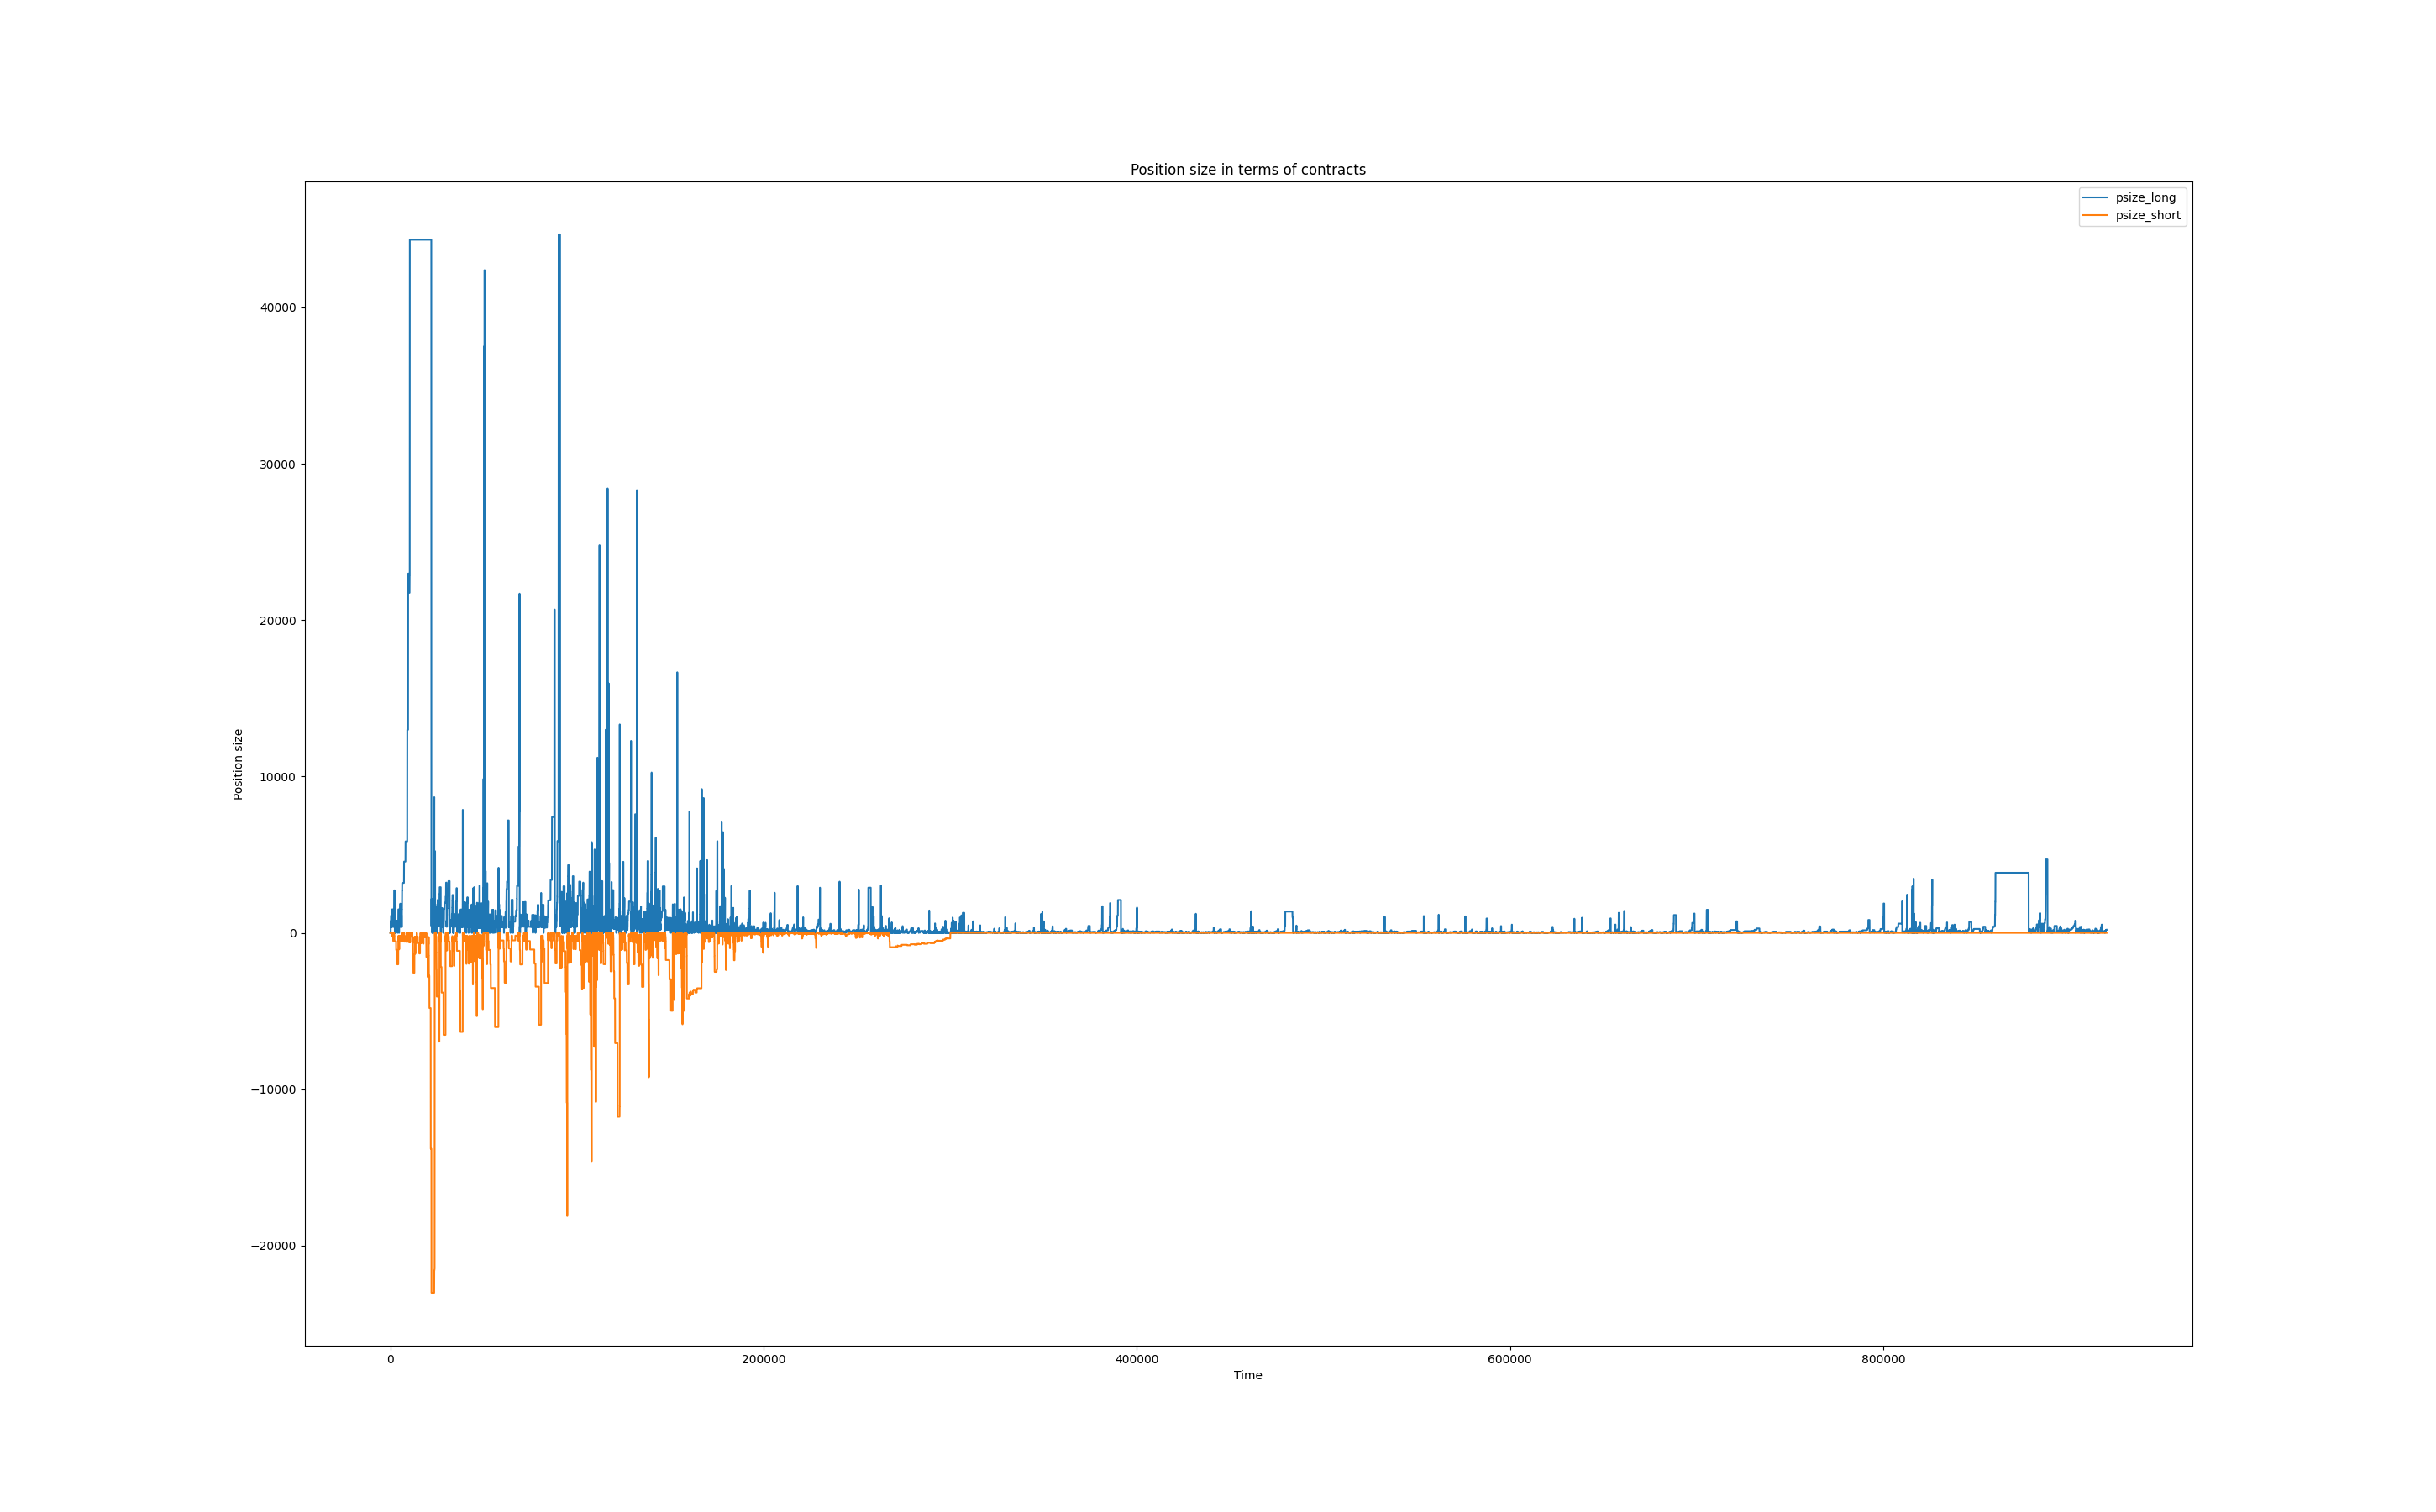 Position size in terms of contracts
psize_long
psize_short
Position size
40000
30000
20000
10000
0
−10000
−20000
0
200000
400000
600000
800000
Time